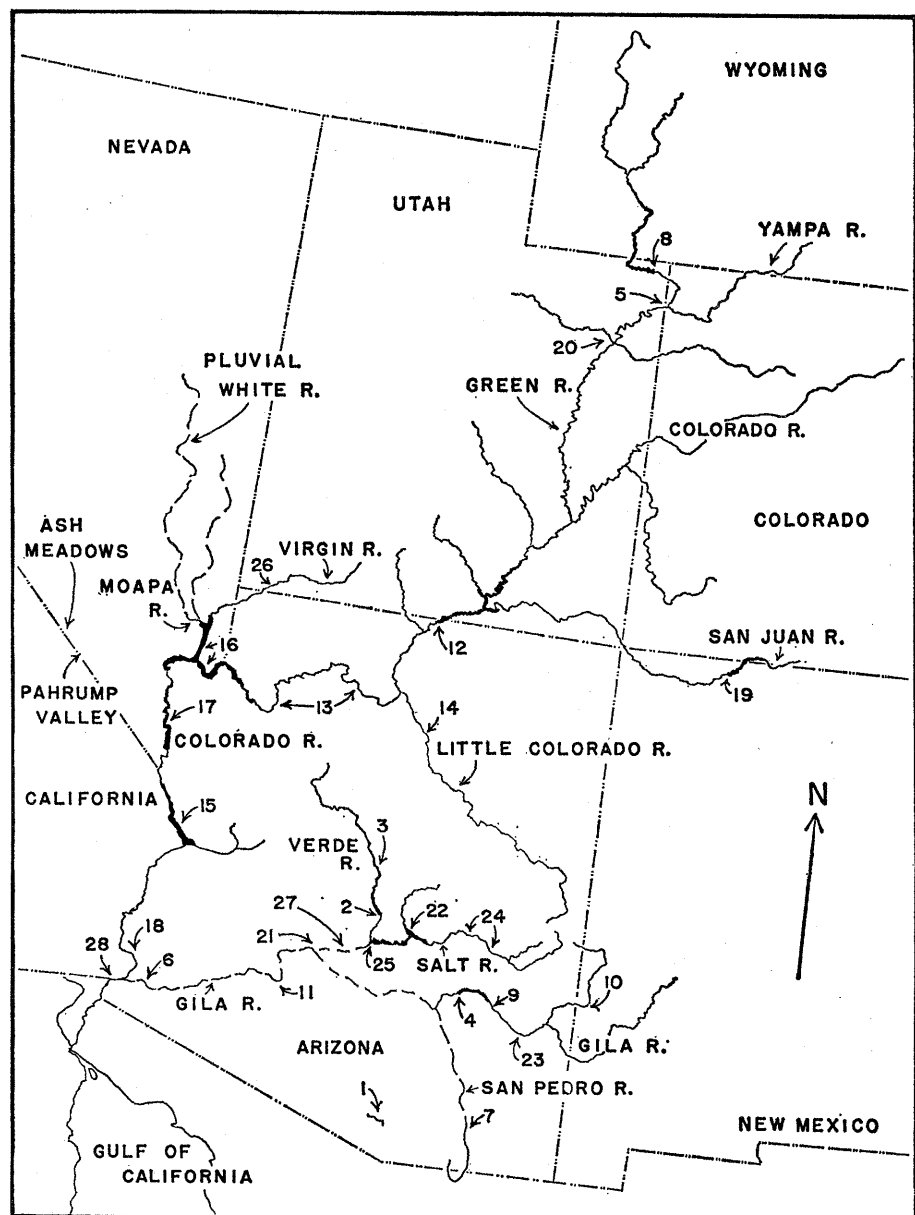 WYOMING
NEVADA
UTAH
YAMPA R.
8
5
20
PLUVIAL
WHITE R.
GREEN R.
COLORADO R.
COLORADO
ASH
MEADOWS
MOAPA
R.
26
VIRGIN R.
16
12
SAN JUAN R.
19
PAHRUMP
VALLEY
17
13
14
COLORADO R.
LITTLE COLORADO R.
CALIFORNIA
15
N
VERDE
R.
3
2
27
22
24
21
25
SALT R.
18
28
6
GILA R.
11
4
9
10
23
GILA R.
ARIZONA
1
SAN PEDRO R.
7
NEW MEXICO
GULF OF
CALIFORNIA